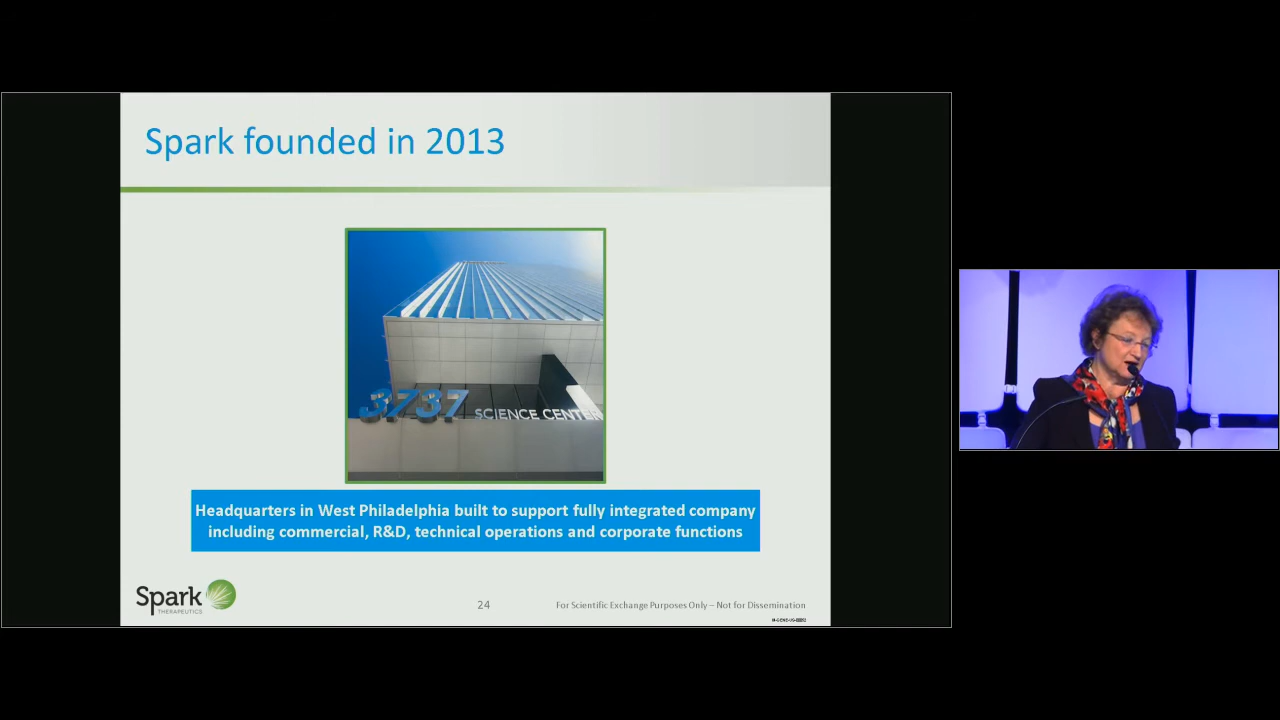 Spark founded in 2013
3737 SCIENCE CENTER
Headquarters in West Philadelphia built to support fully integrated company
including commercial, R&D, technical operations and corporate functions
Spark
THERAPEUTICS
24
For Scientific Exchange Purposes Only – Not for Dissemination